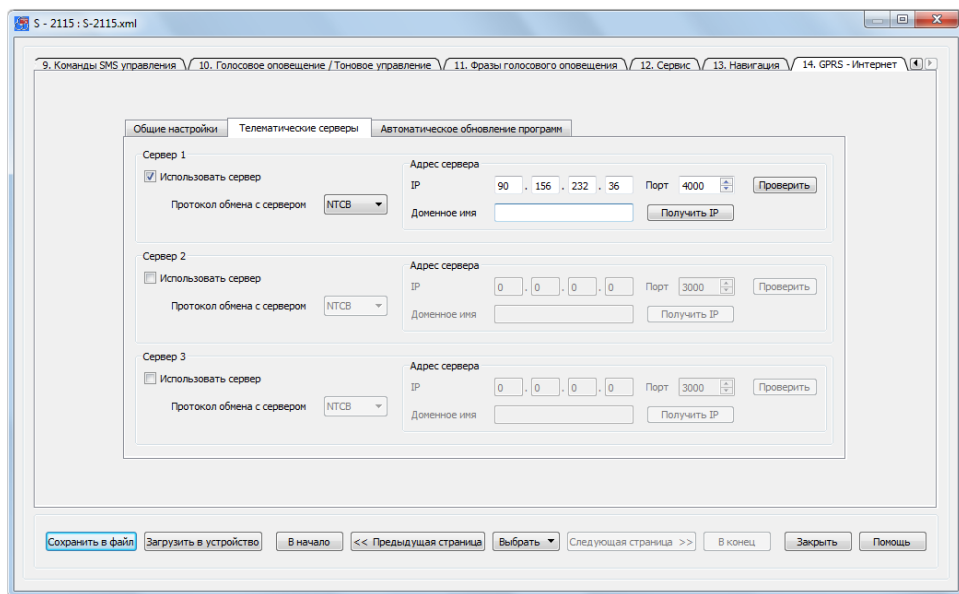 S - 2115 : S-2115.xml
9. Команды SMS управления 10. Голосовое оповещение / Тоновое управление 11. Фразы голосового оповещения 12. Сервис 13. Навигация 14. GPRS - Интернет
Общие настройки Телематические серверы Автоматическое обновление программ
Сервер 1
Адрес сервера
Использовать сервер
IP 90 . 156 . 232 . 36 Порт 4000 Проверить
Протокол обмена с сервером NTCB
Доменное имя Получить IP
Сервер 2
Адрес сервера
Использовать сервер
IP 0 . 0 . 0 . 0 Порт 3000 Проверить
Протокол обмена с сервером NTCB
Доменное имя Получить IP
Сервер 3
Адрес сервера
Использовать сервер
IP 0 . 0 . 0 . 0 Порт 3000 Проверить
Протокол обмена с сервером NTCB
Доменное имя Получить IP
Сохранить в файл Загрузить в устройство В начало << Предыдущая страница Выбрать Следующая страница >> В конец Закрыть Помощь